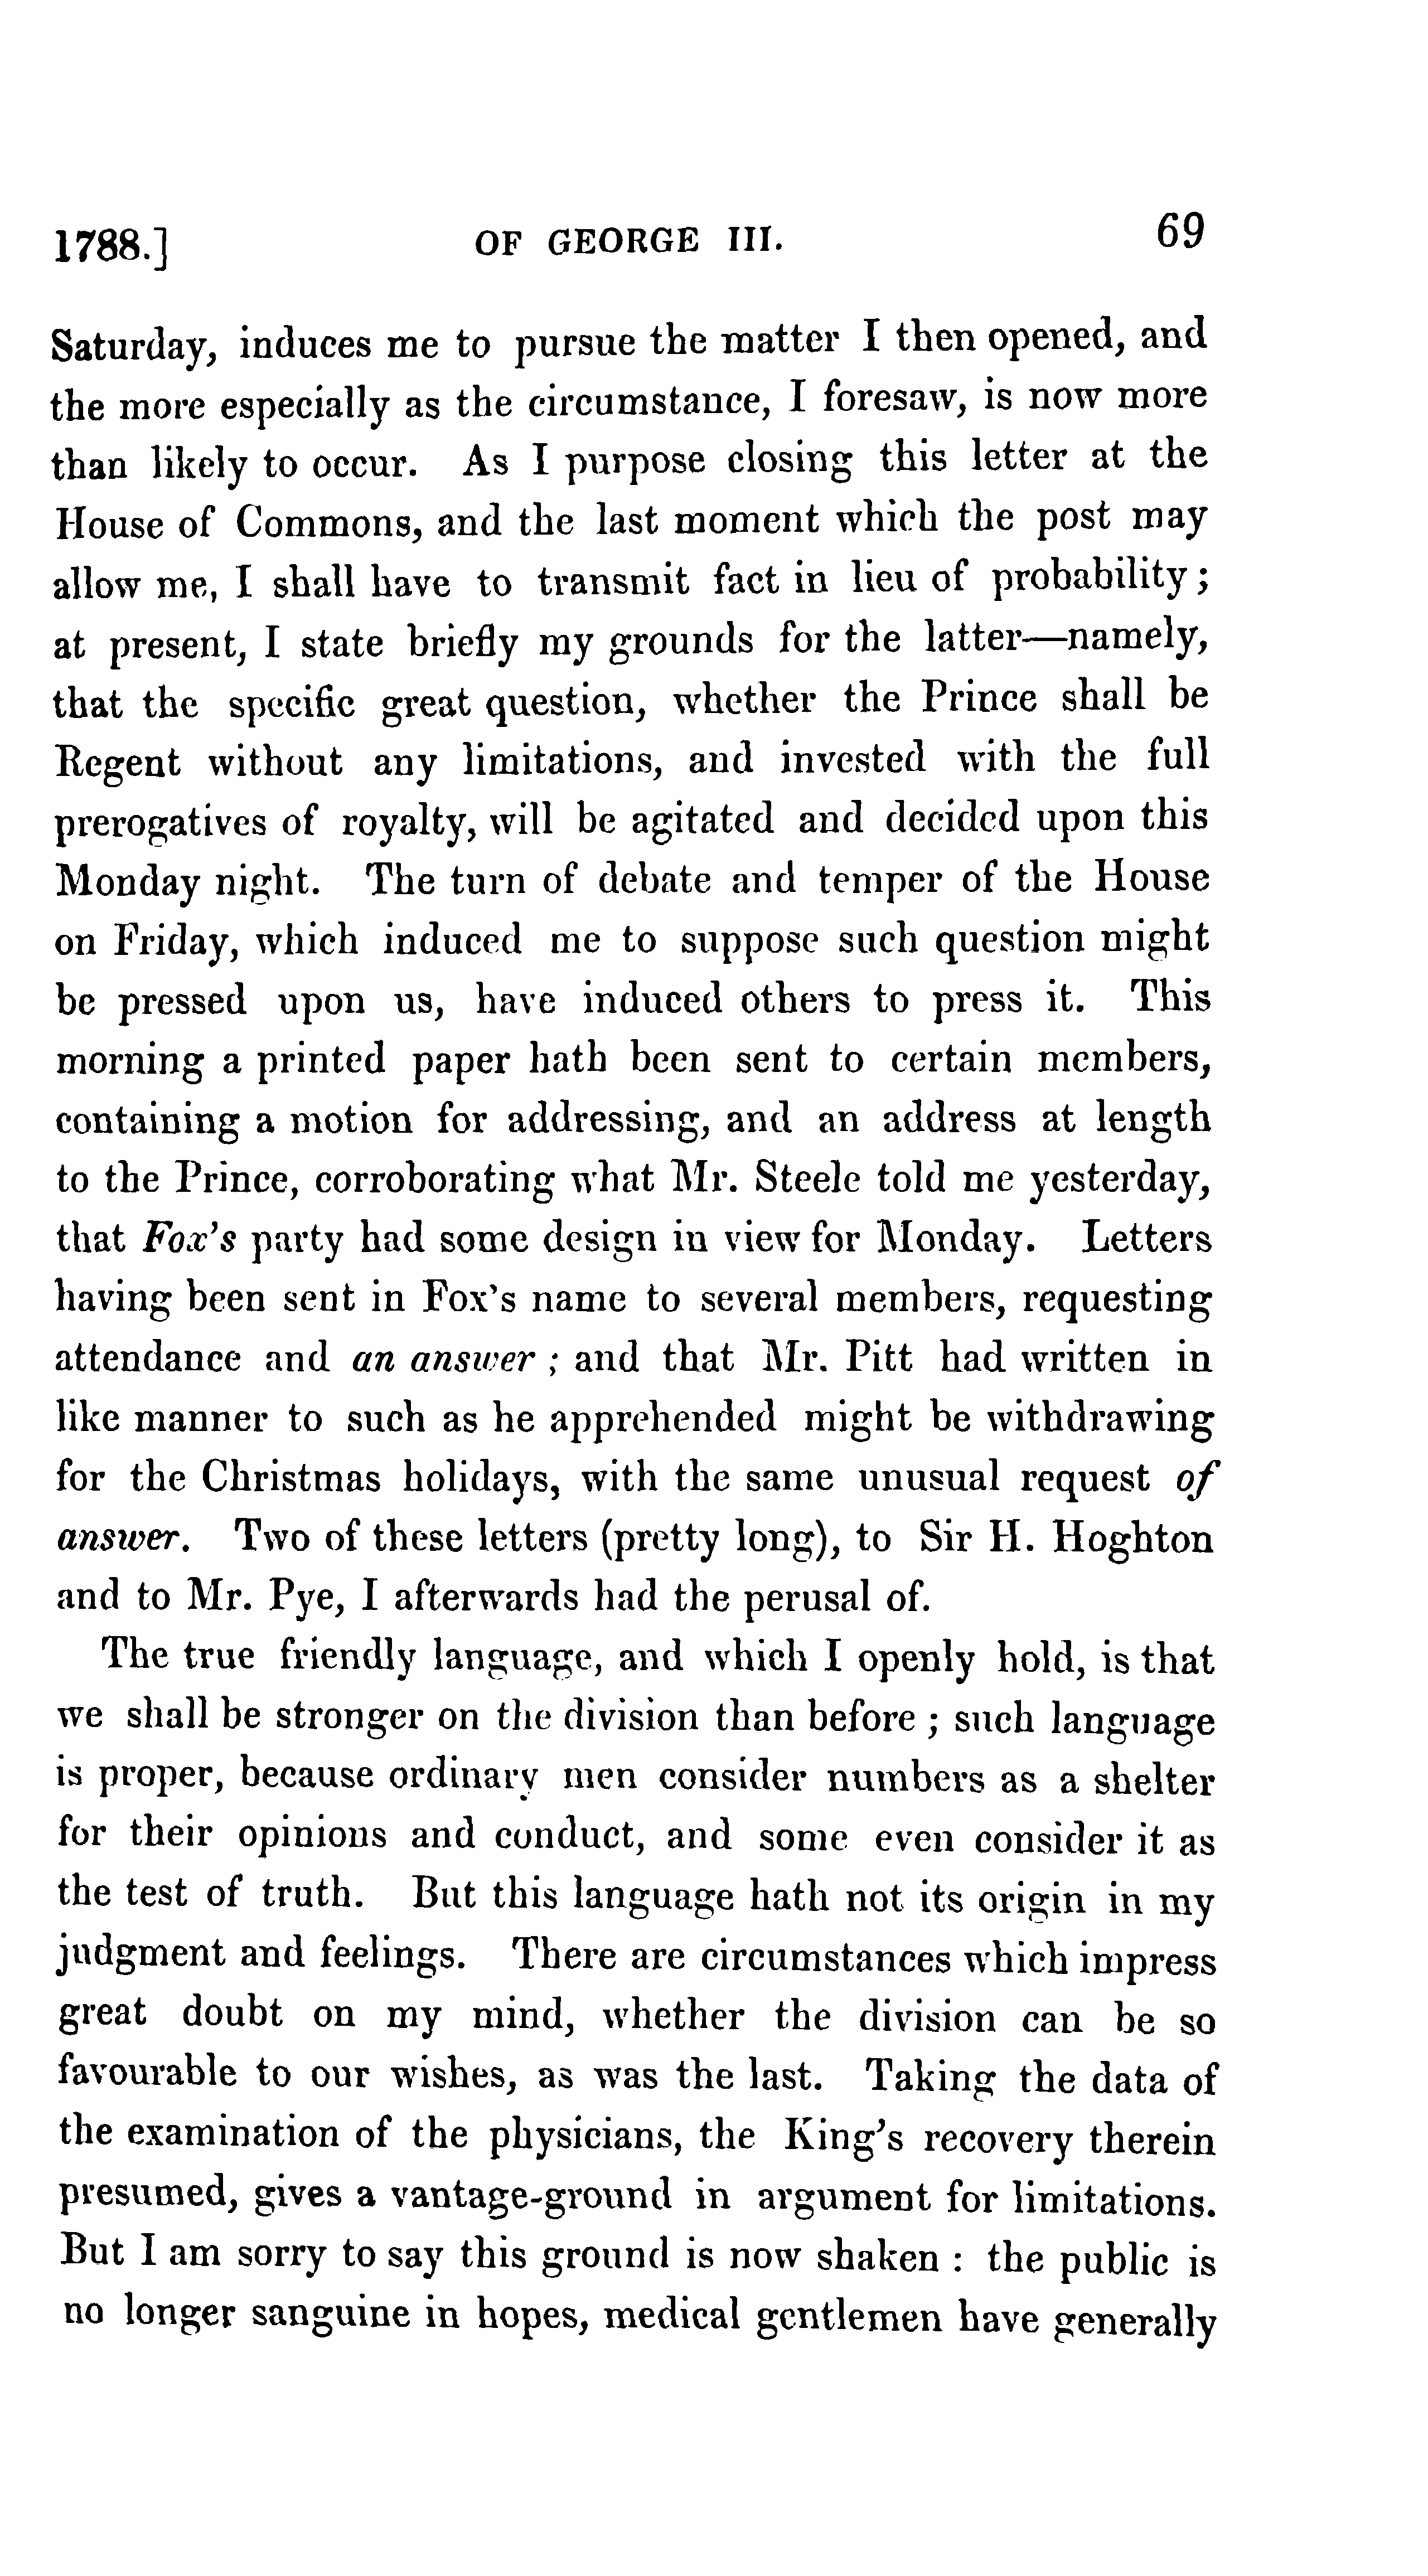 1788.] OF GEORGE III. 69
Saturday, induces me to pursue the matter I then opened, and
the more especially as the circumstance, I foresaw, is now more
than likely to occur. As I purpose closing this letter at the
House of Commons, and the last moment which the post may
allow me, I shall have to transmit fact in lieu of probability;
at present, I state briefly my grounds for the latter—namely,
that the specific great question, whether the Prince shall be
Regent without any limitations, and invested with the full
prerogatives of royalty, will be agitated and decided upon this
Monday night. The turn of debate and temper of the House
on Friday, which induced me to suppose such question might
be pressed upon us, have induced others to press it. This
morning a printed paper hath been sent to certain members,
containing a motion for addressing, and an address at length
to the Prince, corroborating what Mr. Steele told me yesterday,
that Fox's party had some design in view for Monday. Letters
having been sent in Fox's name to several members, requesting
attendance and an answer; and that Mr. Pitt had written in
like manner to such as he apprehended might be withdrawing
for the Christmas holidays, with the same unusual request of
answer. Two of these letters (pretty long), to Sir H. Hoghton
and to Mr. Pye, I afterwards had the perusal of.
The true friendly language, and which I openly hold, is that
we shall be stronger on the division than before; such language
is proper, because ordinary men consider numbers as a shelter
for their opinions and conduct, and some even consider it as
the test of truth. But this language hath not its origin in my
judgment and feelings. There are circumstances which impress
great doubt on my mind, whether the division can be so
favourable to our wishes, as was the last. Taking the data of
the examination of the physicians, the King's recovery therein
presumed, gives a vantage-ground in argument for limitations.
But I am sorry to say this ground is now shaken: the public is
no longer sanguine in hopes, medical gentlemen have generally